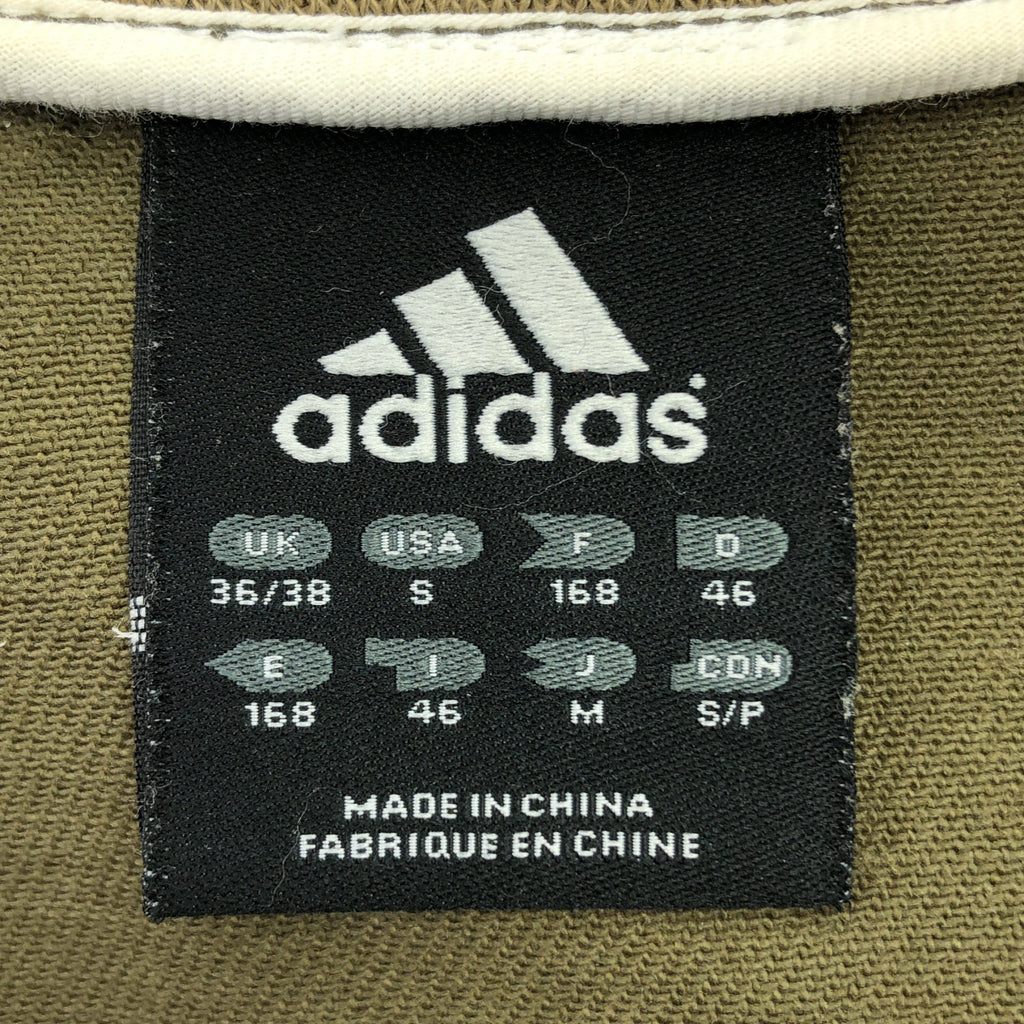 adidas
UK USA F D
36/38 S 168 46
E I J CDN
168 46 M S/P
MADE IN CHINA
FABRIQUE EN CHINE